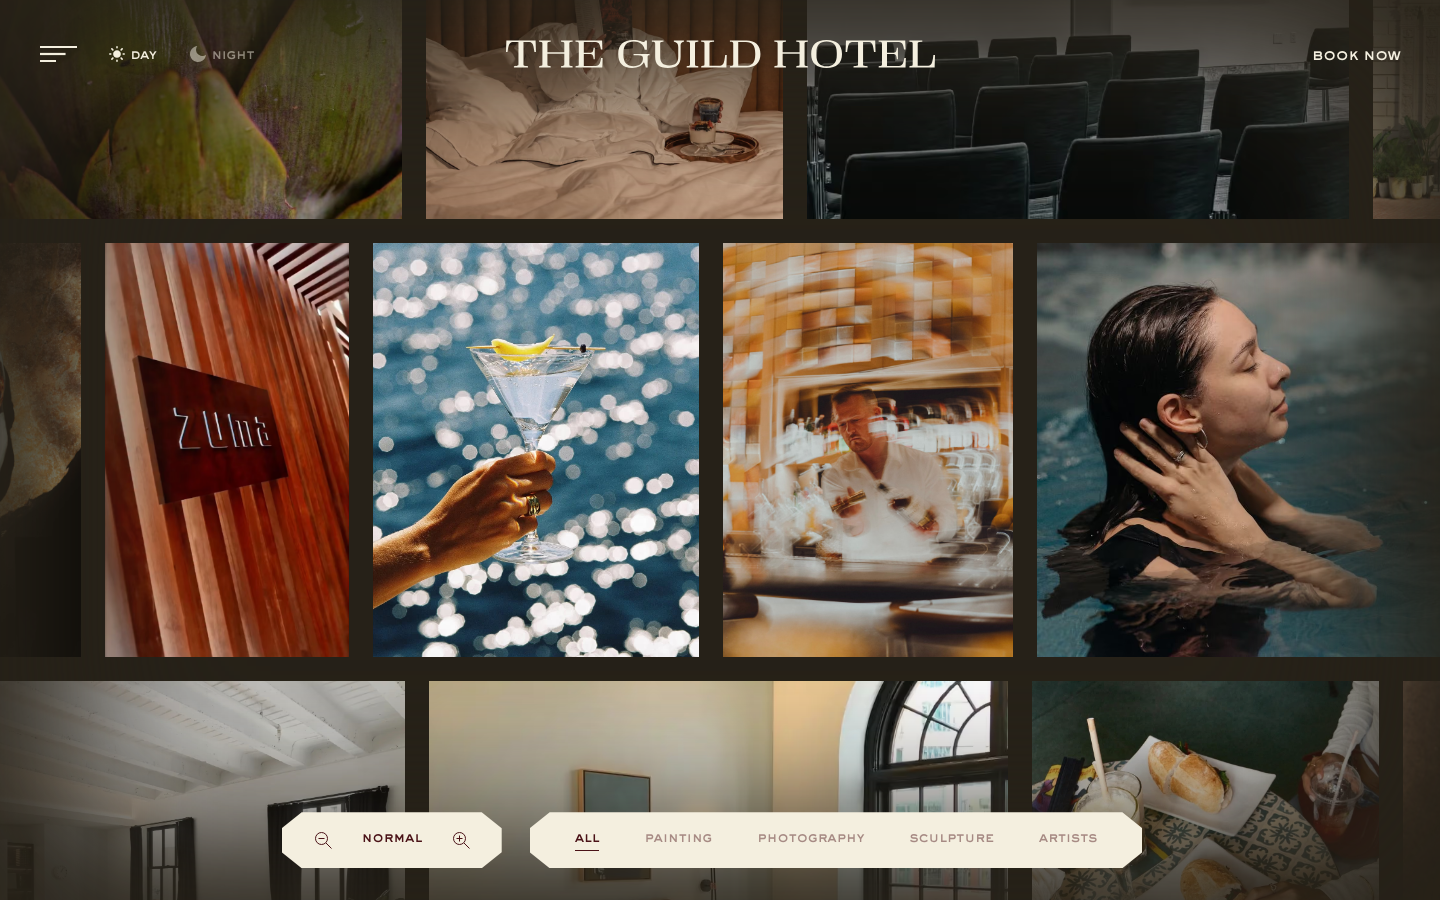 DAY
NIGHT
THE GUILD HOTEL
BOOK NOW
zuma
NORMAL
ALL
PAINTING
PHOTOGRAPHY
SCULPTURE
ARTISTS